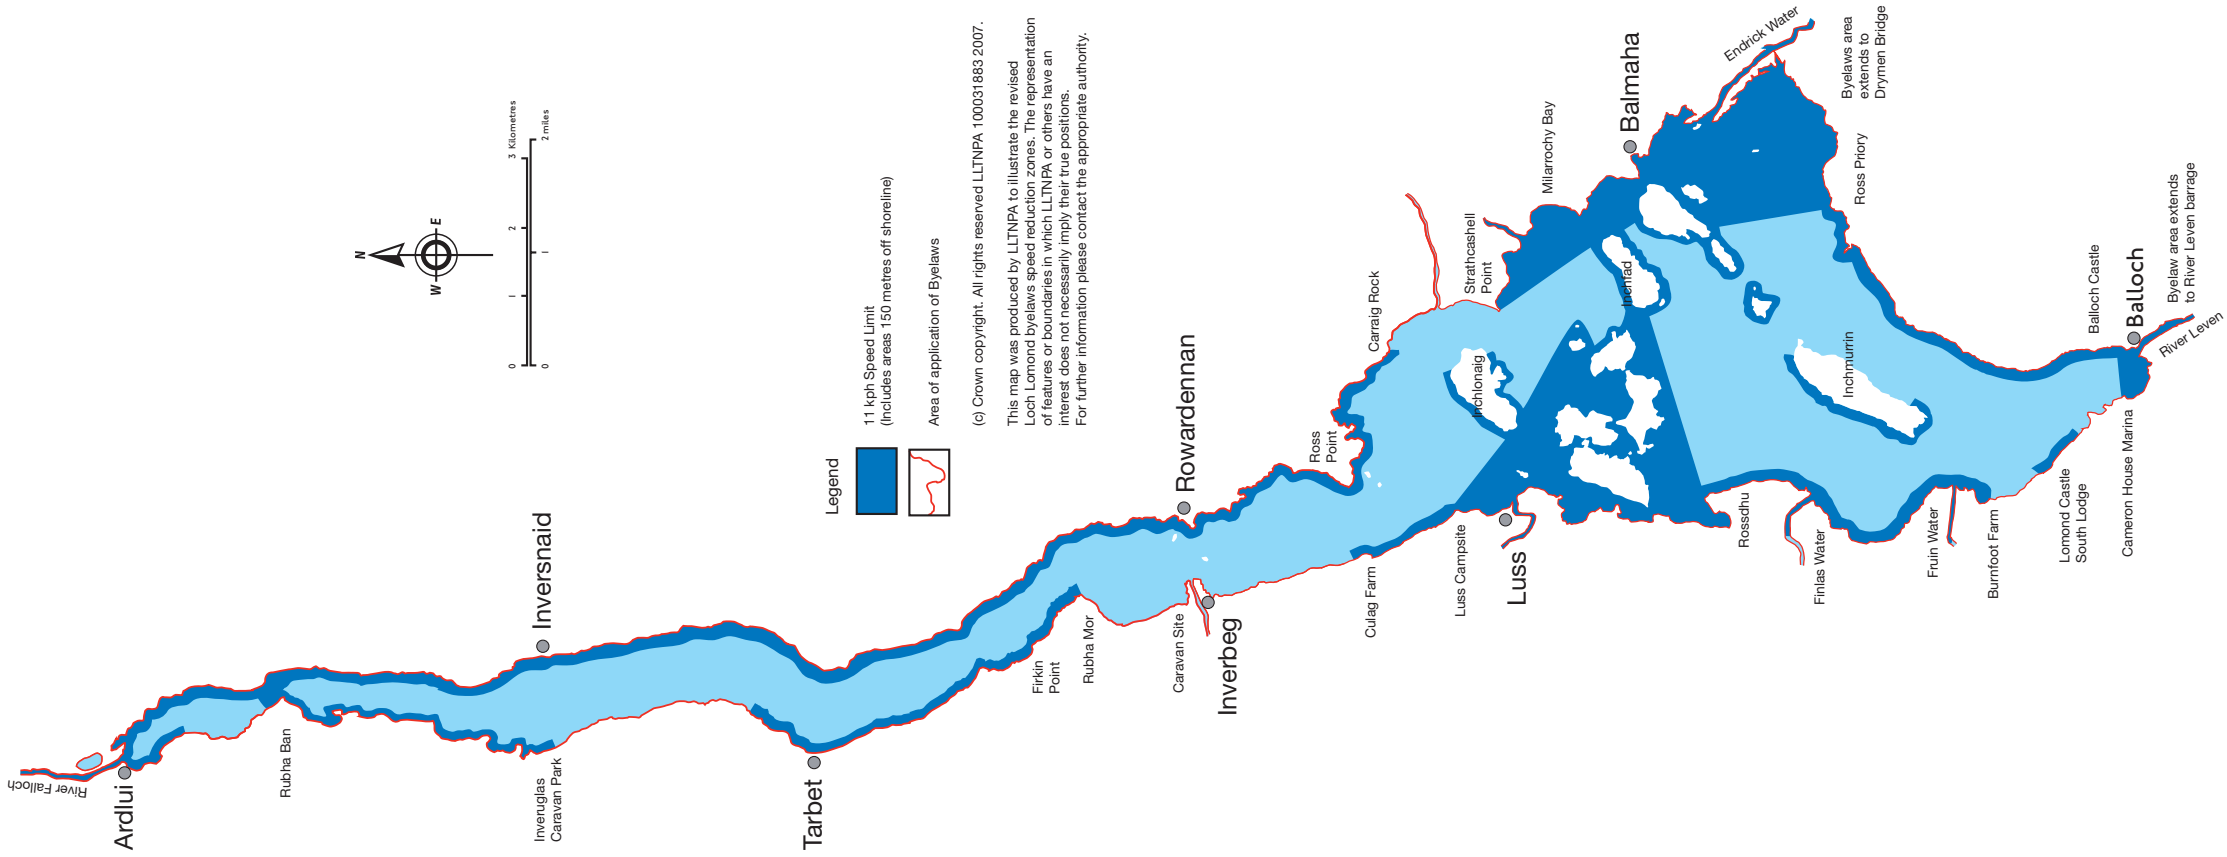 River Falloch
Ardlui
Rubha Ban
Inversnaid
Inveruglas
Caravan Park
Tarbet
Firkin
Point
Rubha Mor
Rowardennan
Caravan Site
Inverbeg
Ross
Point
Carraig Rock
Culag Farm
Strathcashell
Point
Inchlonaig
Luss Campsite
Luss
Milarrochy Bay
Balmaha
Inchfad
Endrick Water
Byelaws area
extends to
Drymen Bridge
Ross Priory
Rossdhu
Finlas Water
Inchmurrin
Fruin Water
Burnfoot Farm
Lomond Castle
South Lodge
Cameron House Marina
Balloch Castle
Balloch
River Leven
Byelaw area extends
to River Leven barrage
N
W
E
0 1 2 3 Kilometres
0 1 2 miles
Legend
11 kph Speed Limit
(Includes areas 150 metres off shoreline)
Area of application of Byelaws
(c) Crown copyright. All rights reserved LLTNPA 100031883 2007.
This map was produced by LLTNPA to illustrate the revised
Loch Lomond byelaws speed reduction zones. The representation
of features or boundaries in which LLTNPA or others have an
interest does not necessarily imply their true positions.
For further information please contact the appropriate authority.